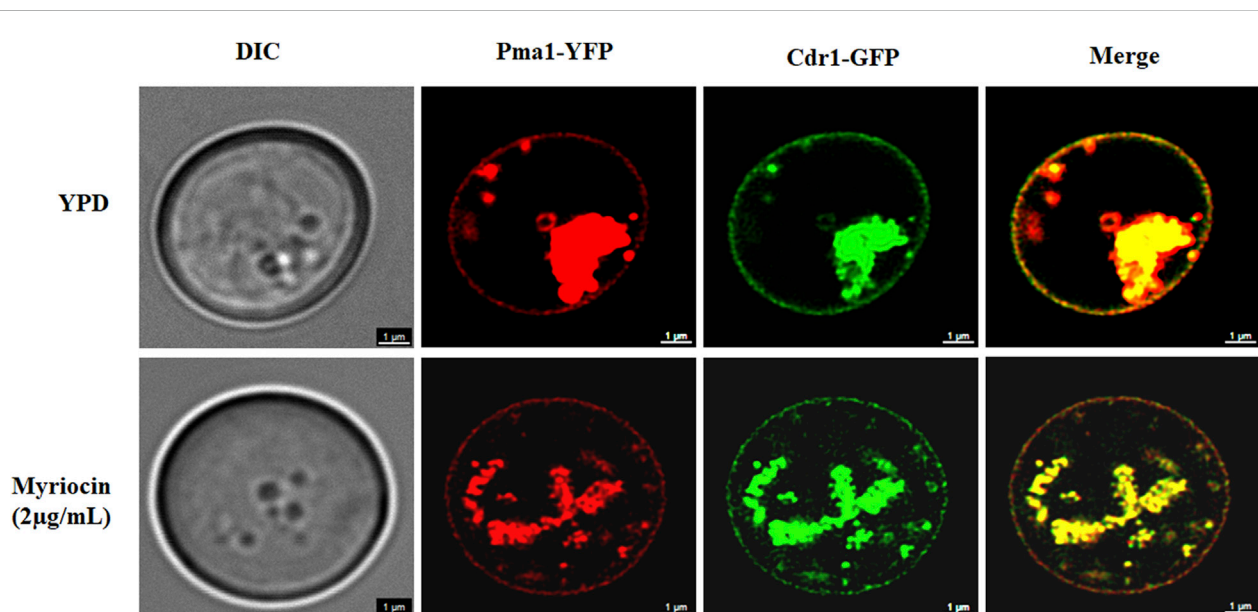 DIC Pma1-YFP Cdr1-GFP Merge
YPD
1 µm 1 µm 1 µm 1 µm
Myriocin
(2µg/mL)
1 µm 1 µm 1 µm 1 µm